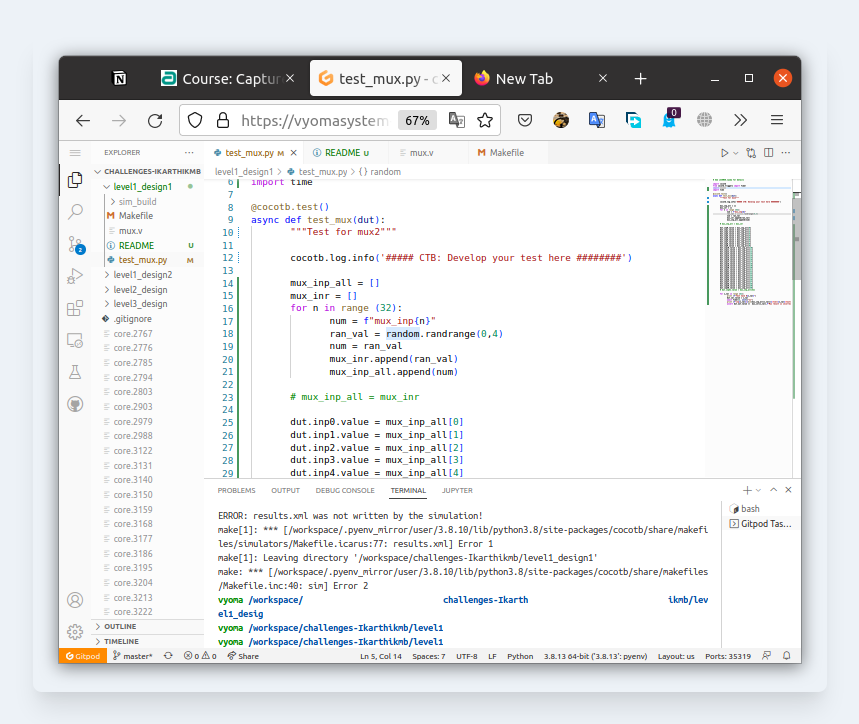 Course: Captur
test_mux.py - c
New Tab
https://vyomasystem
67%
0
EXPLORER
test_mux.py M
README U
mux.v
Makefile
CHALLENGES-IKARTHIKMB
level1_design1
sim_build
Makefile
mux.v
README U
test_mux.py M
level1_design2
level2_design
level3_design
.gitignore
core.2767
core.2776
core.2785
core.2794
core.2803
core.2903
core.2979
core.2988
core.3122
core.3131
core.3140
core.3150
core.3159
core.3168
core.3177
core.3186
core.3195
core.3204
core.3213
core.3222
OUTLINE
TIMELINE
2
level1_design1 > test_mux.py > {} random
6 import time
7
8 @cocotb.test()
9 async def test_mux(dut):
10 """Test for mux2"""
11
12 cocotb.log.info('##### CTB: Develop your test here ########')
13
14 mux_inp_all = []
15 mux_inr = []
16 for n in range (32):
17 num = f"mux_inp{n}"
18 ran_val = random.randrange(0,4)
19 num = ran_val
20 mux_inr.append(ran_val)
21 mux_inp_all.append(num)
22
23 # mux_inp_all = mux_inr
24
25 dut.inp0.value = mux_inp_all[0]
26 dut.inp1.value = mux_inp_all[1]
27 dut.inp2.value = mux_inp_all[2]
28 dut.inp3.value = mux_inp_all[3]
29 dut.inp4.value = mux_inp_all[4]
PROBLEMS OUTPUT DEBUG CONSOLE TERMINAL JUPYTER
ERROR: results.xml was not written by the simulation!
make[1]: *** [/workspace/.pyenv_mirror/user/3.8.10/lib/python3.8/site-packages/cocotb/share/makefi
les/simulators/Makefile.icarus:77: results.xml] Error 1
make[1]: Leaving directory '/workspace/challenges-Ikarthikmb/level1_design1'
make: *** [/workspace/.pyenv_mirror/user/3.8.10/lib/python3.8/site-packages/cocotb/share/makefiles
/Makefile.inc:40: sim] Error 2
vyoma /workspace/ challenges-Ikarth ikmb/lev
el1_desig
vyoma /workspace/challenges-Ikarthikmb/level1
vyoma /workspace/challenges-Ikarthikmb/level1
bash
Gitpod Tas...
Gitpod master* 0 0 Share Ln 5, Col 14 Spaces: 7 UTF-8 LF Python 3.8.13 64-bit ('3.8.13': pyenv) Layout: us Ports: 35319